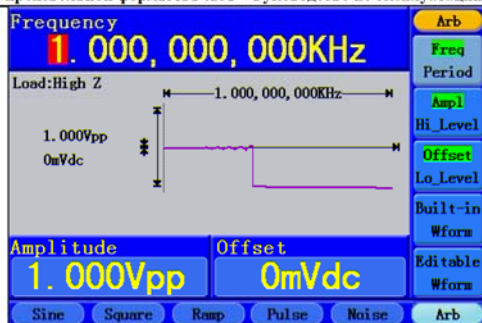 Frequency
1.000,000,000KHz
Load:High Z
1.000,000,000KHz
1.000Vpp
0mVdc
Amplitude
1.000Vpp
Offset
0mVdc
Arb
Freq
Period
Ampl
Hi_Level
Offset
Lo_Level
Built-in
Wform
Editable
Wform
Sine
Square
Ramp
Pulse
Noise
Arb